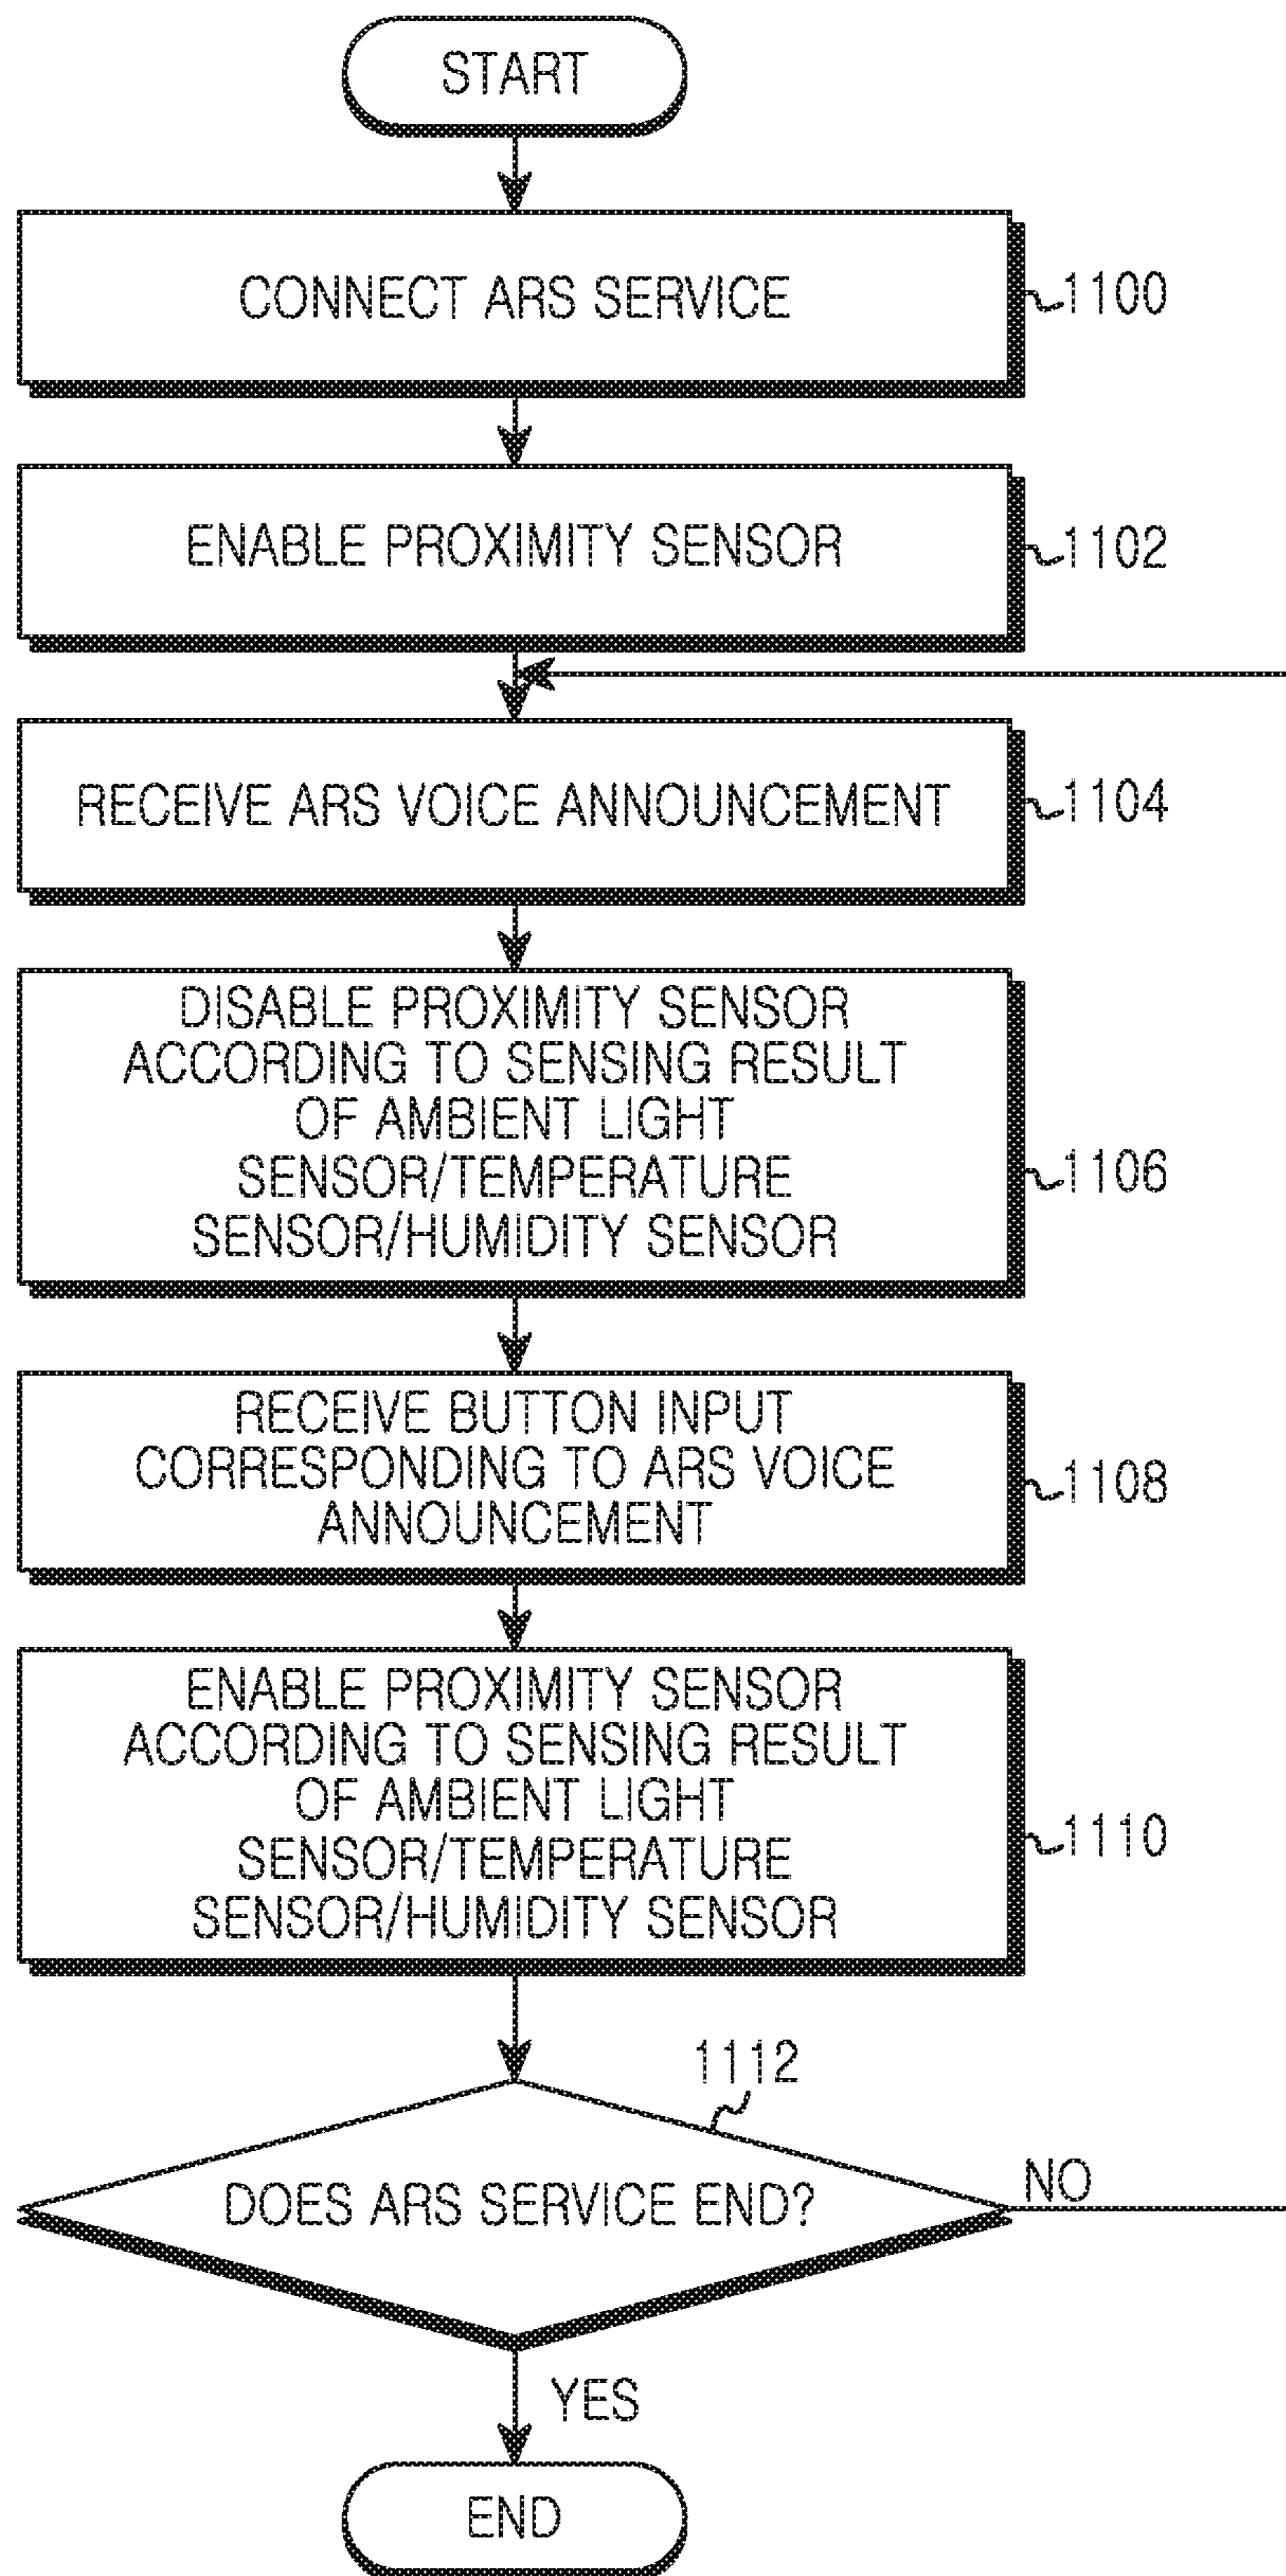 START
CONNECT ARS SERVICE
1100
ENABLE PROXIMITY SENSOR
1102
RECEIVE ARS VOICE ANNOUNCEMENT
1104
DISABLE PROXIMITY SENSOR
ACCORDING TO SENSING RESULT
OF AMBIENT LIGHT
SENSOR/TEMPERATURE
SENSOR/HUMIDITY SENSOR
1106
RECEIVE BUTTON INPUT
CORRESPONDING TO ARS VOICE
ANNOUNCEMENT
1108
ENABLE PROXIMITY SENSOR
ACCORDING TO SENSING RESULT
OF AMBIENT LIGHT
SENSOR/TEMPERATURE
SENSOR/HUMIDITY SENSOR
1110
1112
DOES ARS SERVICE END?
NO
YES
END